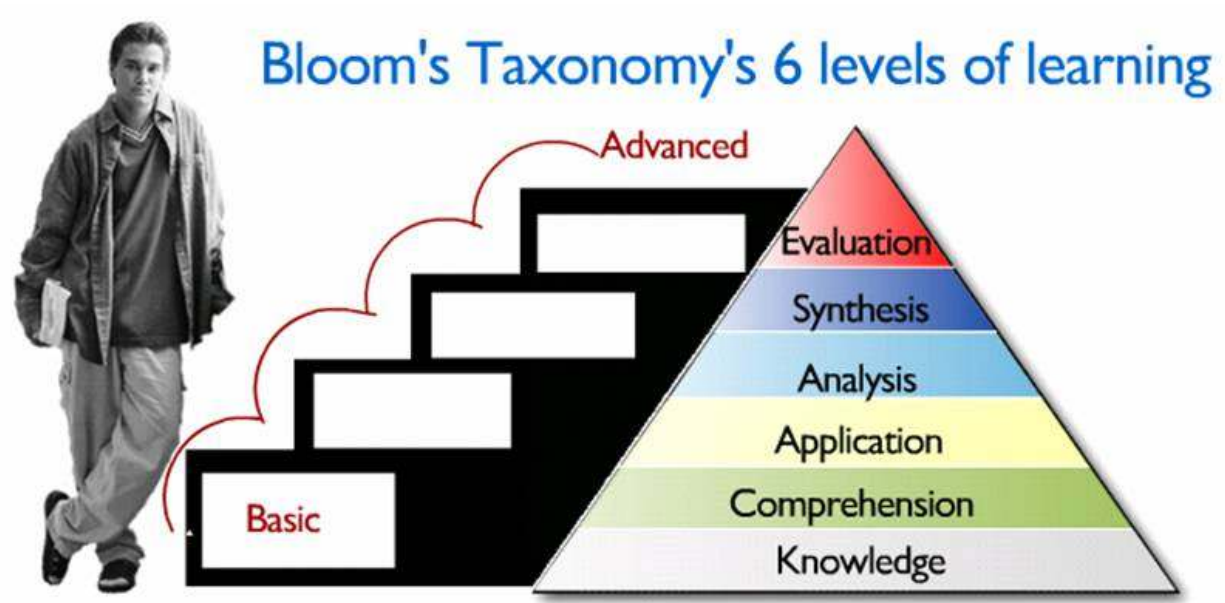 Bloom's Taxonomy's 6 levels of learning
Advanced
Evaluation
Synthesis
Analysis
Application
Comprehension
Basic
Knowledge